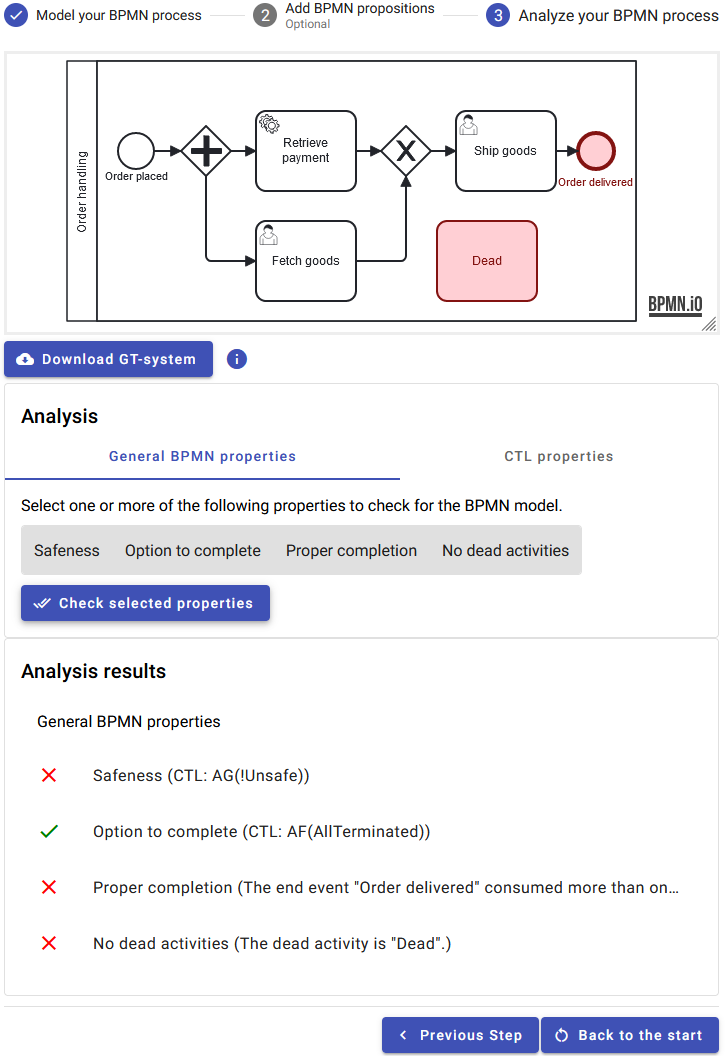 Model your BPMN process
2
Add BPMN propositions
Optional
3
Analyze your BPMN process
Order handling
Order placed
Retrieve
payment
X
Ship goods
Order delivered
Fetch goods
Dead
BPMN.iO
Download GT-system
i
Analysis
General BPMN properties
CTL properties
Select one or more of the following properties to check for the BPMN model.
Safeness
Option to complete
Proper completion
No dead activities
Check selected properties
Analysis results
General BPMN properties
Safeness (CTL: AG(!Unsafe))
Option to complete (CTL: AF(AllTerminated))
Proper completion (The end event "Order delivered" consumed more than on...
No dead activities (The dead activity is "Dead".)
Previous Step
Back to the start